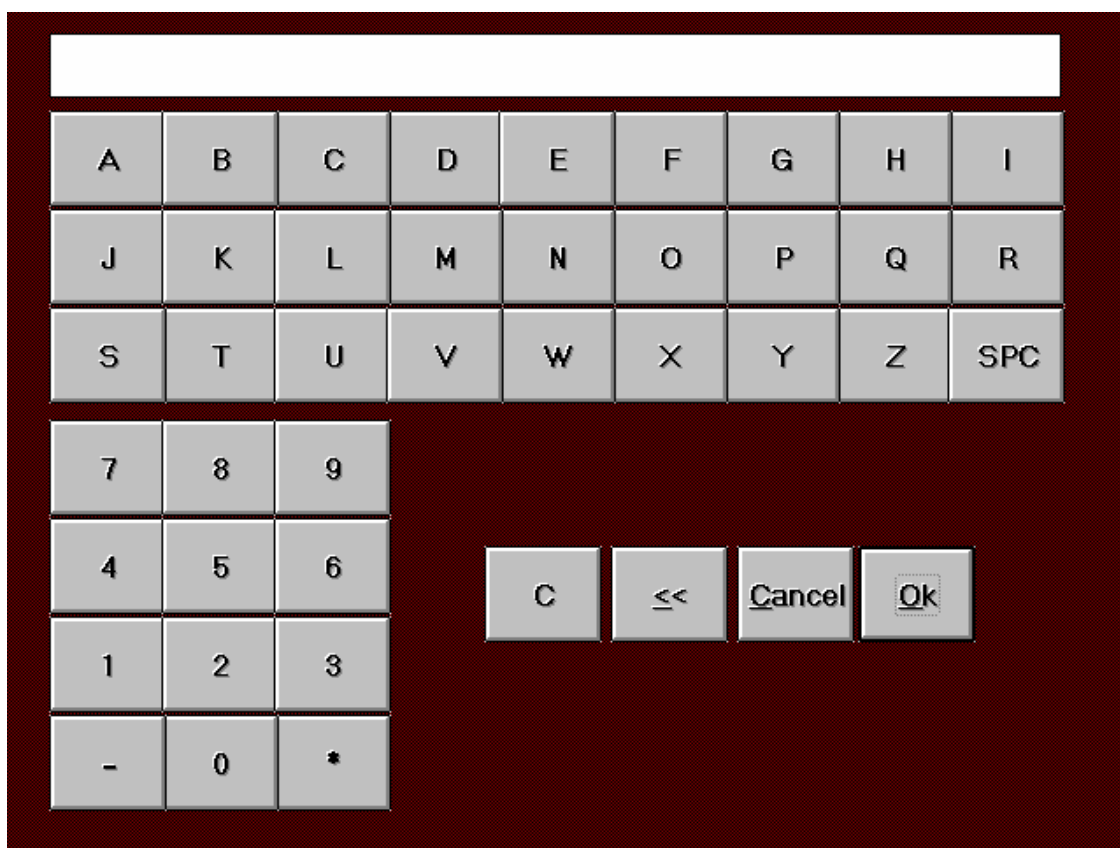 A B C D E F G H I
J K L M N O P Q R
S T U V W X Y Z SPC
7 8 9
4 5 6
C << Cancel Ok
1 2 3
- 0 *